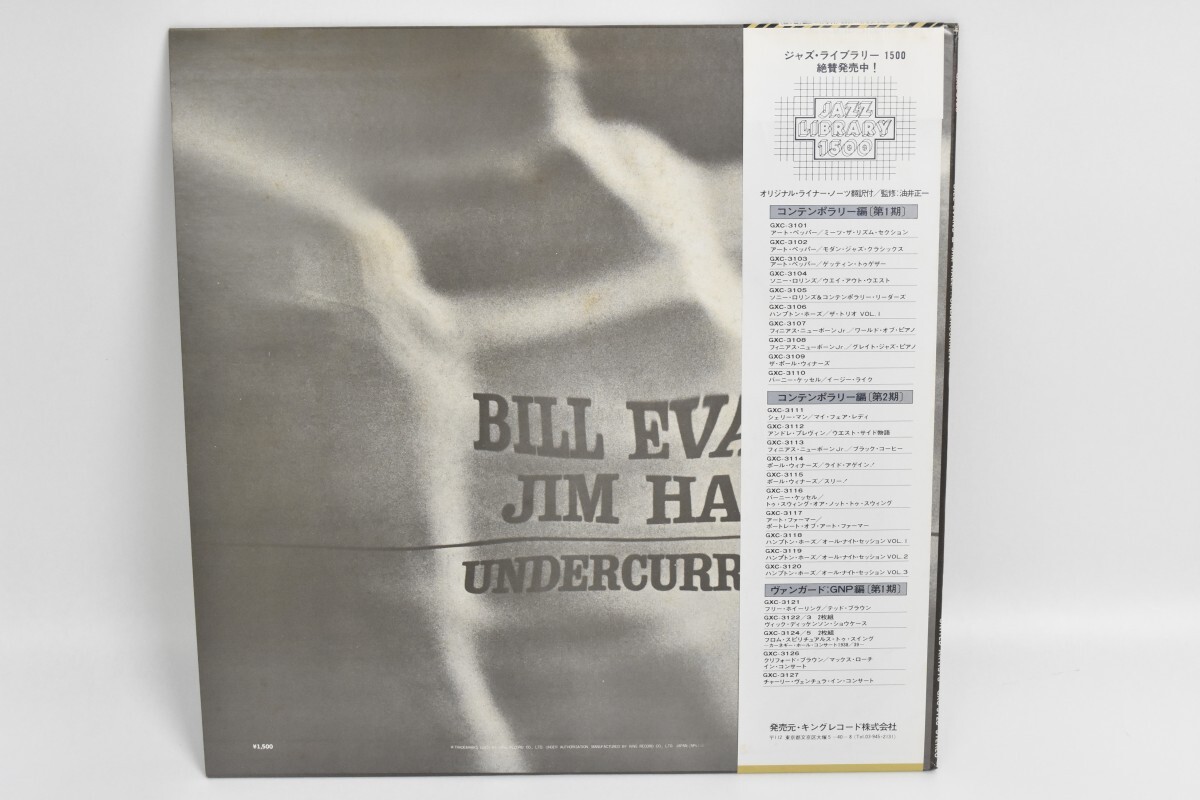 BILL EVA
JIM HA
UNDERCURR
¥1,500
ジャズ・ライブラリー 1500
絶賛発売中!
JAZZ
LIBRARY
1500
オリジナル・ライナー・ノーツ翻訳付/監修:油井正一
コンテンポラリー編[第1期]
GXC-3101
アート・ペッパー/ミーツ・ザ・リズム・セクション
GXC-3102
アート・ペッパー/モダン・ジャズ・クラシックス
GXC-3103
アート・ペッパー/ゲッティン・トゥゲザー
GXC-3104
ソニー・ロリンズ/ウエイ・アウト・ウエスト
GXC-3105
ソニー・ロリンズ&コンテンポラリー・リーダーズ
GXC-3106
ハンプトン・ホーズ/ザ・トリオ VOL.1
GXC-3107
フィニアス・ニューボーンJr./ワールド・オブ・ピアノ
GXC-3108
フィニアス・ニューボーンJr./グレイト・ジャズ・ピアノ
GXC-3109
ザ・ポール・ウィナーズ
GXC-3110
バーニー・ケッセル/イージー・ライク
コンテンポラリー編[第2期]
GXC-3111
シェリー・マン/マイ・フェア・レディ
GXC-3112
アンドレ・プレヴィン/ウエスト・サイド物語
GXC-3113
フィニアス・ニューボーンJr./ブラック・コーヒー
GXC-3114
ポール・ウィナーズ/ライド・アゲイン!
GXC-3115
ポール・ウィナーズ/スリー!
GXC-3116
バーニー・ケッセル/
トゥ・スウィング・オア・ノット・トゥ・スウィング
GXC-3117
アート・ファーマー/
ポートレート・オブ・アート・ファーマー
GXC-3118
ハンプトン・ホーズ/オール・ナイト・セッション VOL.1
GXC-3119
ハンプトン・ホーズ/オール・ナイト・セッション VOL.2
GXC-3120
ハンプトン・ホーズ/オール・ナイト・セッション VOL.3
ヴァンガード:GNP編[第1期]
GXC-3121
フリー・ホイーリング/テッド・ブラウン
GXC-3122/3 2枚組
ヴィック・ディッケンソン・ショウケース
GXC-3124/5 2枚組
フロム・スピリチュアルス・トゥ・スイング
－カーネギー・ホール・コンサート1938/39－
GXC-3126
クリフォード・ブラウン/マックス・ローチ
イン・コンサート
GXC-3127
チャーリー・ヴェンチュラ・イン・コンサート
発売元・キングレコード株式会社
〒112 東京都文京区大塚